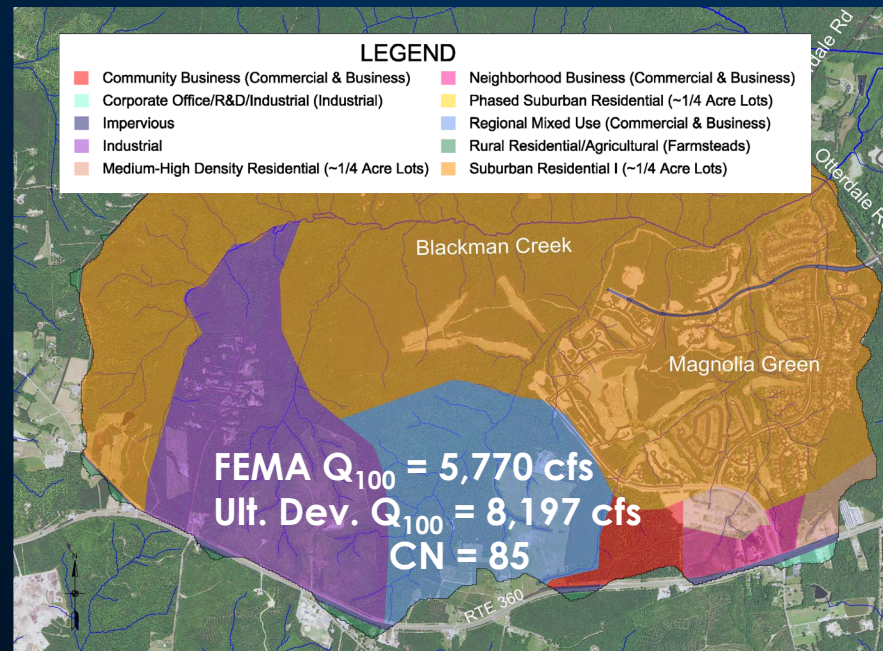 LEGEND
Community Business (Commercial & Business)
Corporate Office/R&D/Industrial (Industrial)
Impervious
Industrial
Medium-High Density Residential (~1/4 Acre Lots)
Neighborhood Business (Commercial & Business)
Phased Suburban Residential (~1/4 Acre Lots)
Regional Mixed Use (Commercial & Business)
Rural Residential/Agricultural (Farmsteads)
Suburban Residential I (~1/4 Acre Lots)
Otterdale Rd
Blackman Creek
Magnolia Green
FEMA Q₁₀₀ = 5,770 cfs
Ult. Dev. Q₁₀₀ = 8,197 cfs
CN = 85
RTE 360
N